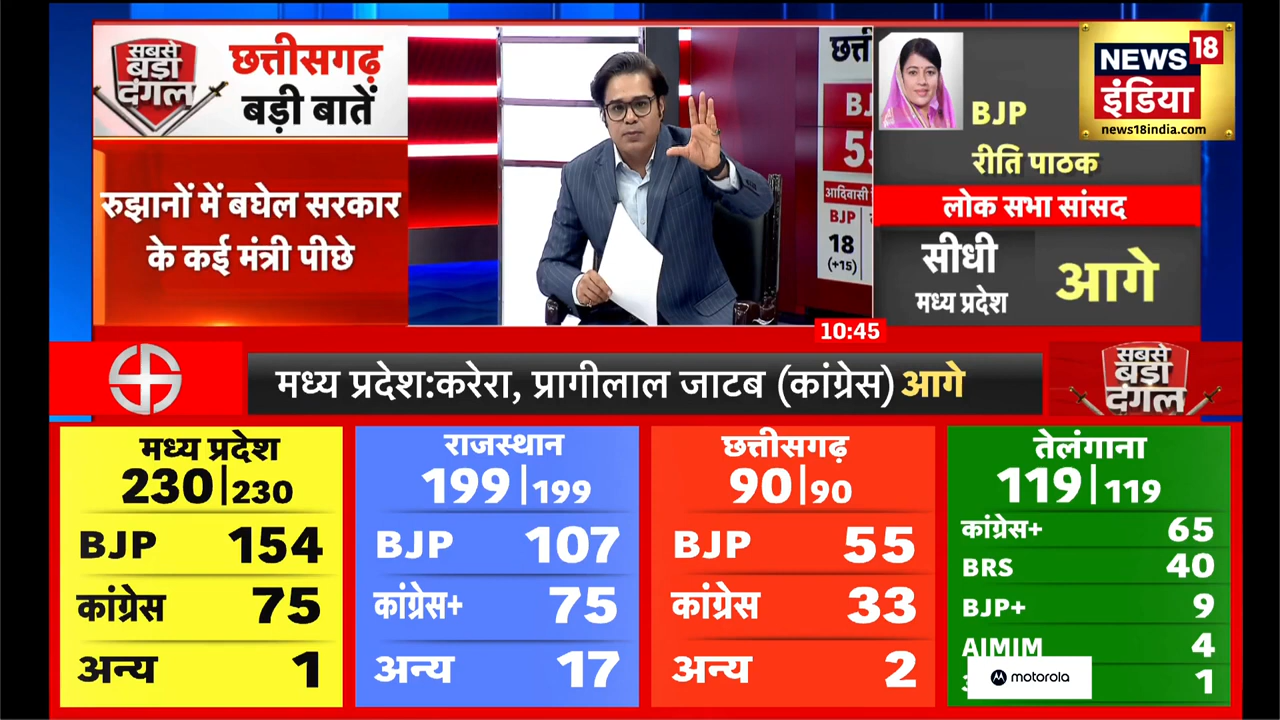 सबसे
बड़ा
दंगल
छत्तीसगढ़
बड़ी बातें
रुझानों में बघेल सरकार
के कई मंत्री पीछे
छत्त
BJ
55
आदिवासी
BJP
18
(+15)
BJP
रीति पाठक
लोक सभा सांसद
सीधी
मध्य प्रदेश
आगे
NEWS 18
इंडिया
news18india.com
10:45
मध्य प्रदेश:करेरा, प्रागीलाल जाटब (कांग्रेस) आगे
सबसे
बड़ा
दंगल
मध्य प्रदेश
230|230
BJP 154
कांग्रेस 75
अन्य 1
राजस्थान
199|199
BJP 107
कांग्रेस+ 75
अन्य 17
छत्तीसगढ़
90|90
BJP 55
कांग्रेस 33
अन्य 2
तेलंगाना
119|119
कांग्रेस+ 65
BRS 40
BJP+ 9
AIMIM 4
1
motorola